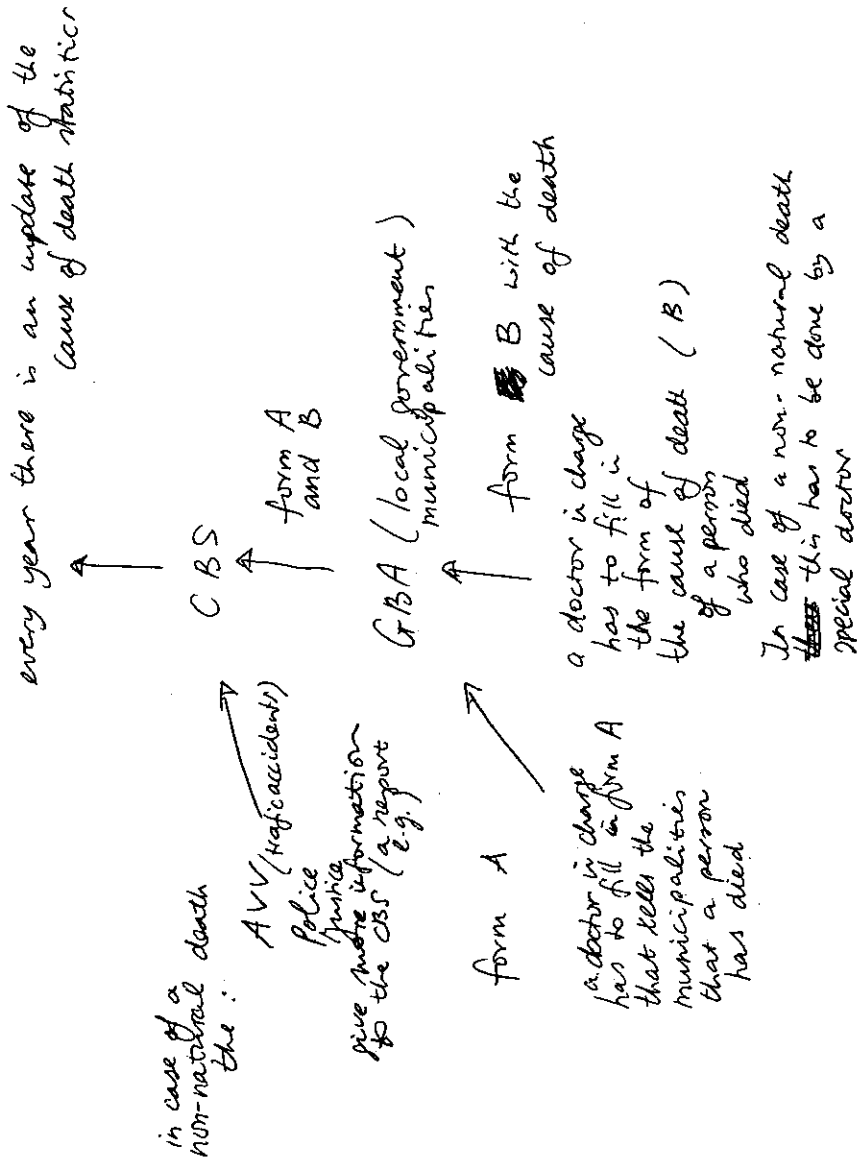 every year there is an update of the
cause of death statistics
CBS
in case of a
non-natural death
the :
AVV (traficaccidents)
Police
Justice
give more information
to the CBS (a report
e.g.)
form A
and B
GBA (local government)
municipalities
form A
form B with the
cause of death
a doctor in charge
has to fill in form A
that tells the
municipalities
that a person
has died
a doctor in charge
has to fill in
the form of
the cause of death (B)
of a person
who died
In case of a non-natural death
this has to be done by a
special doctor